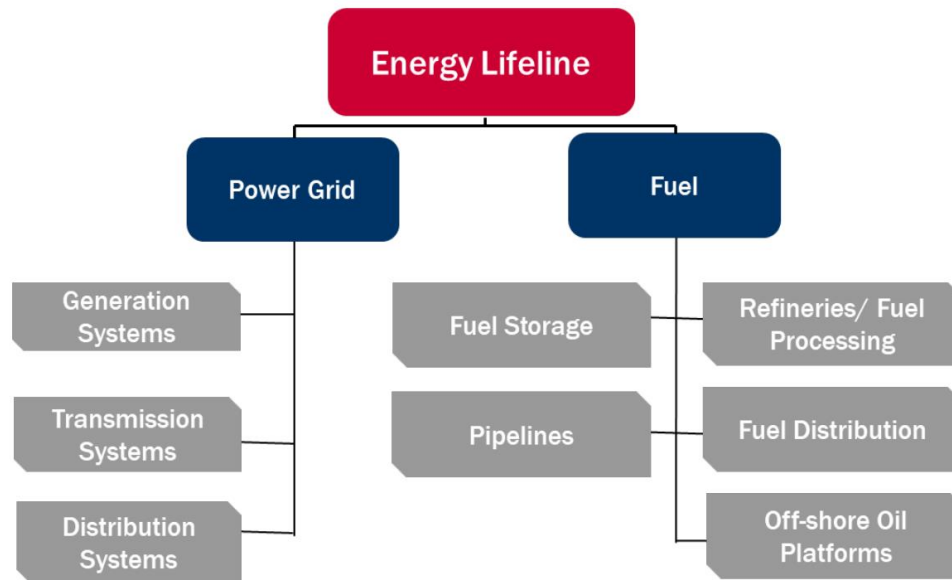 Energy Lifeline
Power Grid
Fuel
Generation
Systems
Transmission
Systems
Distribution
Systems
Fuel Storage
Pipelines
Refineries/ Fuel
Processing
Fuel Distribution
Off-shore Oil
Platforms